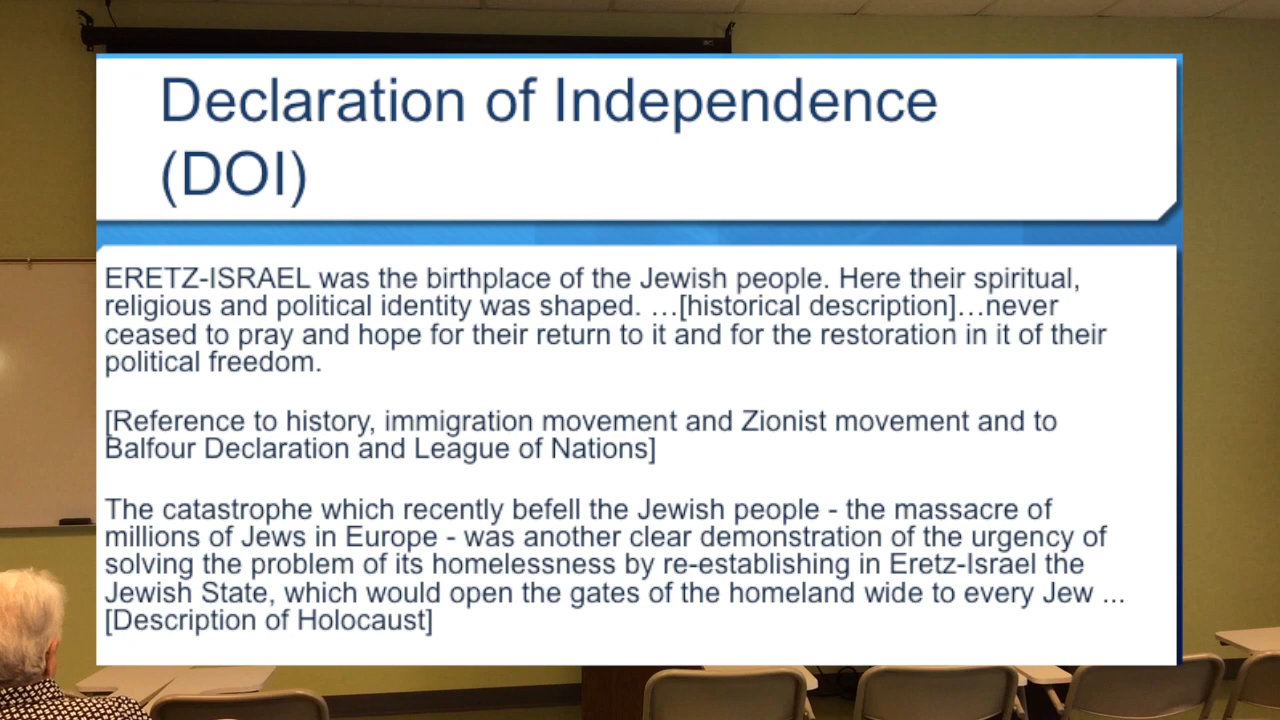 Declaration of Independence
(DOI)
ERETZ-ISRAEL was the birthplace of the Jewish people. Here their spiritual,
religious and political identity was shaped. …[historical description]…never
ceased to pray and hope for their return to it and for the restoration in it of their
political freedom.
[Reference to history, immigration movement and Zionist movement and to
Balfour Declaration and League of Nations]
The catastrophe which recently befell the Jewish people - the massacre of
millions of Jews in Europe - was another clear demonstration of the urgency of
solving the problem of its homelessness by re-establishing in Eretz-Israel the
Jewish State, which would open the gates of the homeland wide to every Jew ...
[Description of Holocaust]